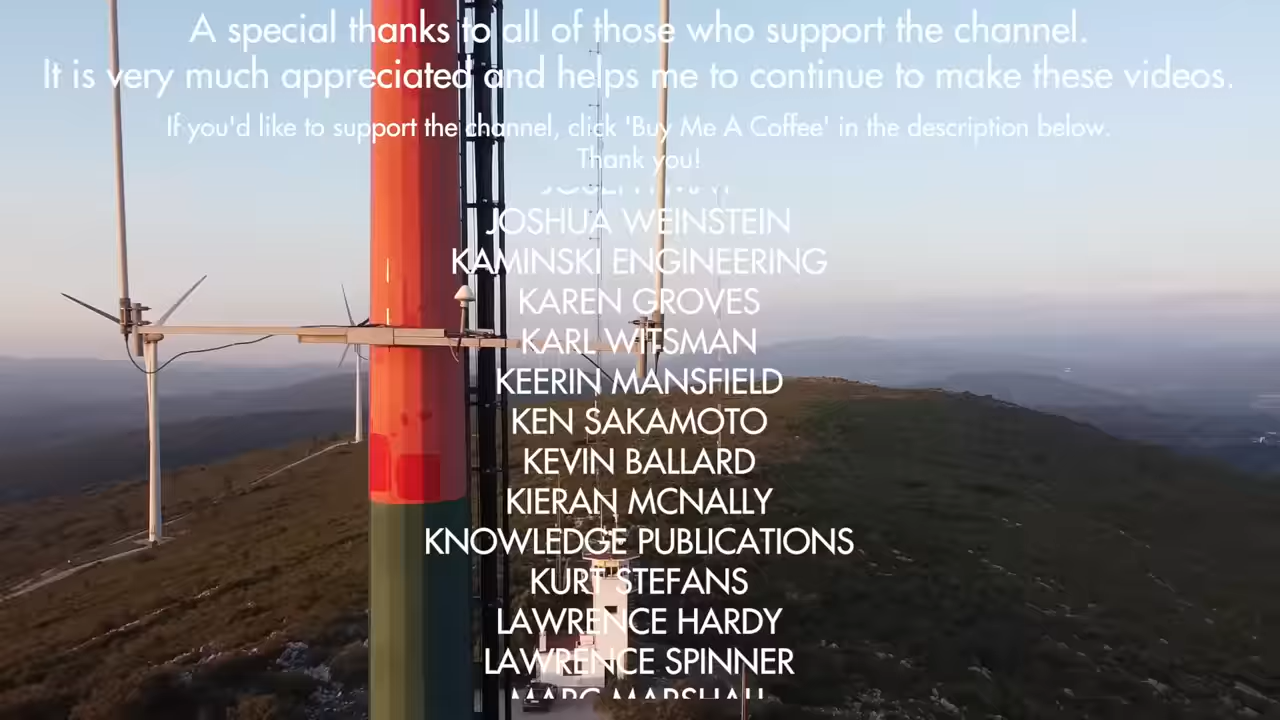 A special thanks to all of those who support the channel.
It is very much appreciated and helps me to continue to make these videos.
If you'd like to support the channel, click 'Buy Me A Coffee' in the description below.
Thank you!
JOSHUA WEINSTEIN
KAMINSKI ENGINEERING
KAREN GROVES
KARL WITSMAN
KEERIN MANSFIELD
KEN SAKAMOTO
KEVIN BALLARD
KIERAN MCNALLY
KNOWLEDGE PUBLICATIONS
KURT STEFANS
LAWRENCE HARDY
LAWRENCE SPINNER
MARC MARSHALL